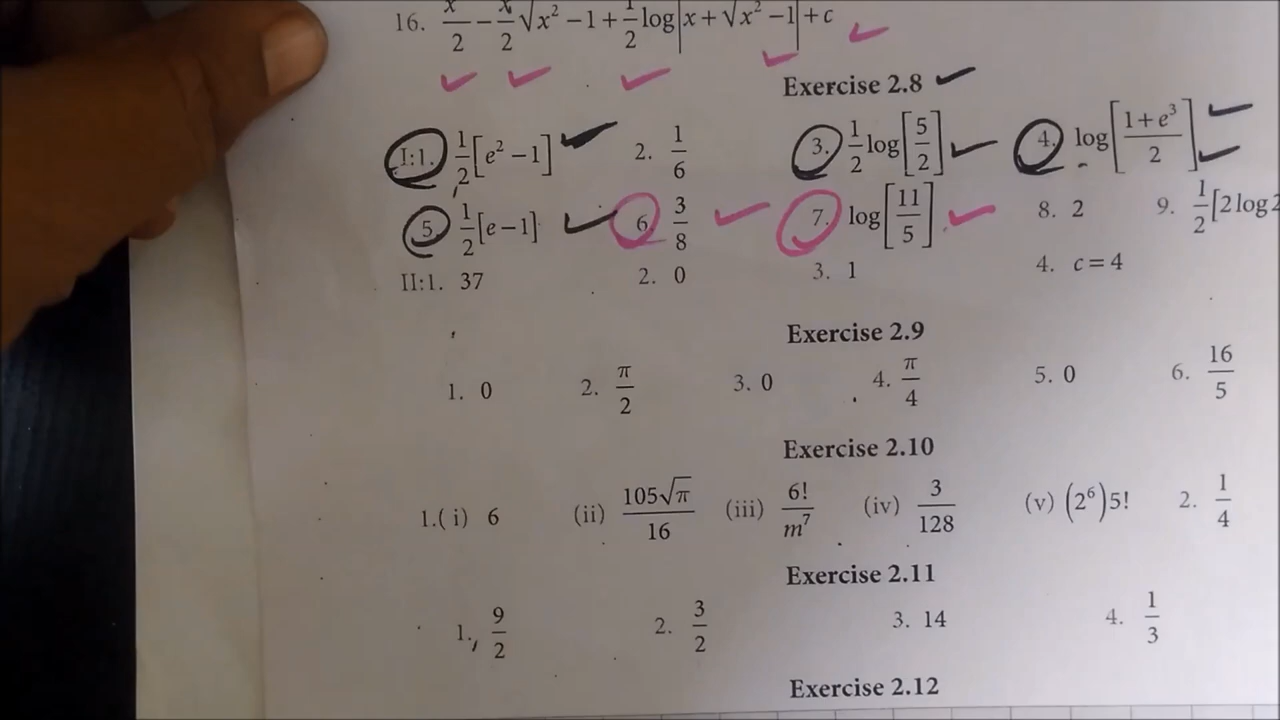 16. x/2 − x/2 √x² −1 + 1/2 log|x + √x² −1| + c
Exercise 2.8
I:1. 1/2 [e² −1] 2. 1/6 3. 1/2 log[5/2] 4. log[(1+e³)/2]
5. 1/2 [e −1] 6. 3/8 7. log[11/5] 8. 2 9. 1/2 [2log2
II:1. 37 2. 0 3. 1 4. c = 4
Exercise 2.9
1. 0 2. π/2 3. 0 4. π/4 5. 0 6. 16/5
Exercise 2.10
1.( i) 6 (ii) 105√π/16 (iii) 6!/m⁷ (iv) 3/128 (v) (2⁶)5! 2. 1/4
Exercise 2.11
1. 9/2 2. 3/2 3. 14 4. 1/3
Exercise 2.12